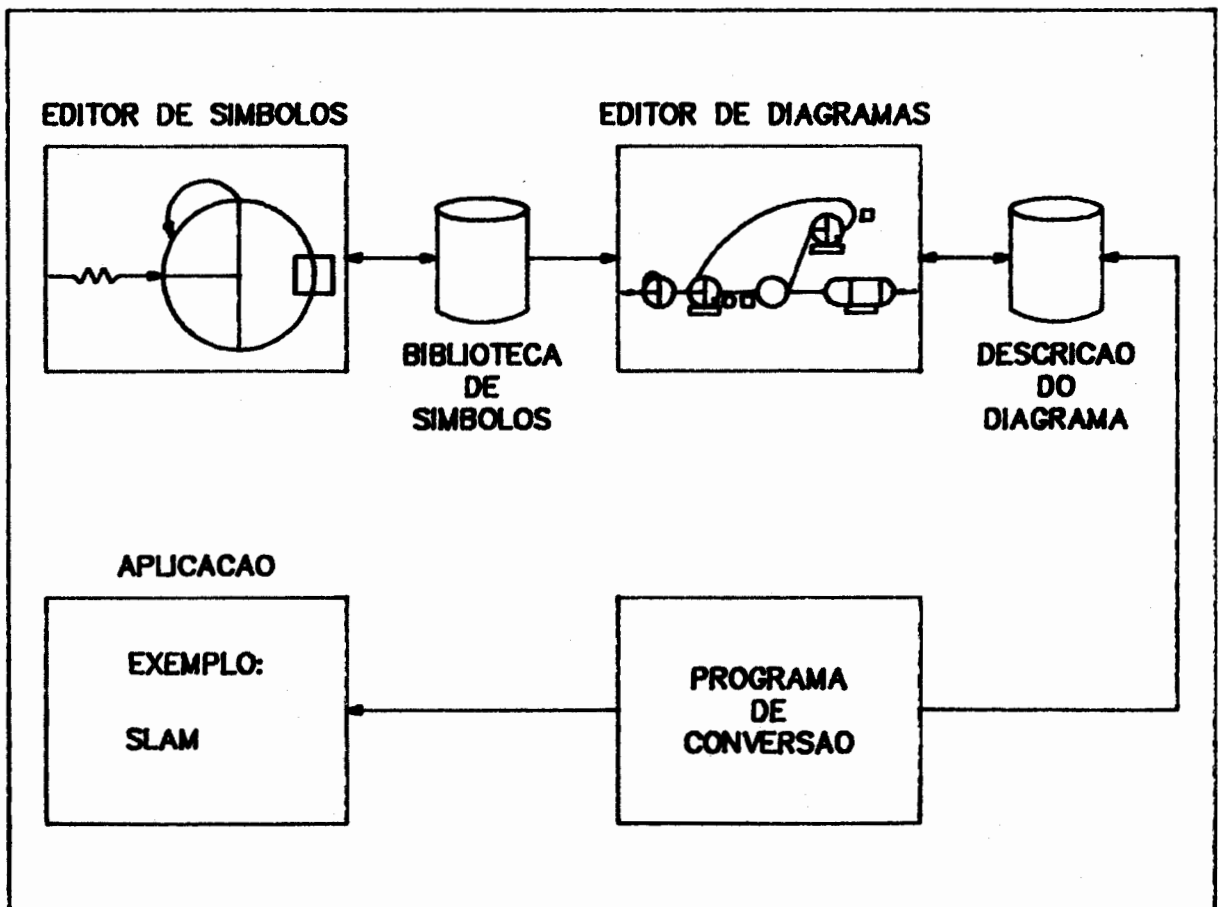 EDITOR DE SIMBOLOS
EDITOR DE DIAGRAMAS
BIBLIOTECA
DE
SIMBOLOS
DESCRICAO
DO
DIAGRAMA
APLICACAO
EXEMPLO:
SLAM
PROGRAMA
DE
CONVERSAO